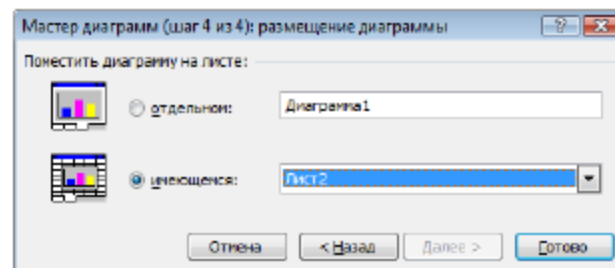 Мастер диаграмм (шаг 4 из 4): размещение диаграммы
Поместить диаграмму на листе:
отдельном: Диаграмма1
имеющемся: Лист2
Отмена < Назад Далее > Готово